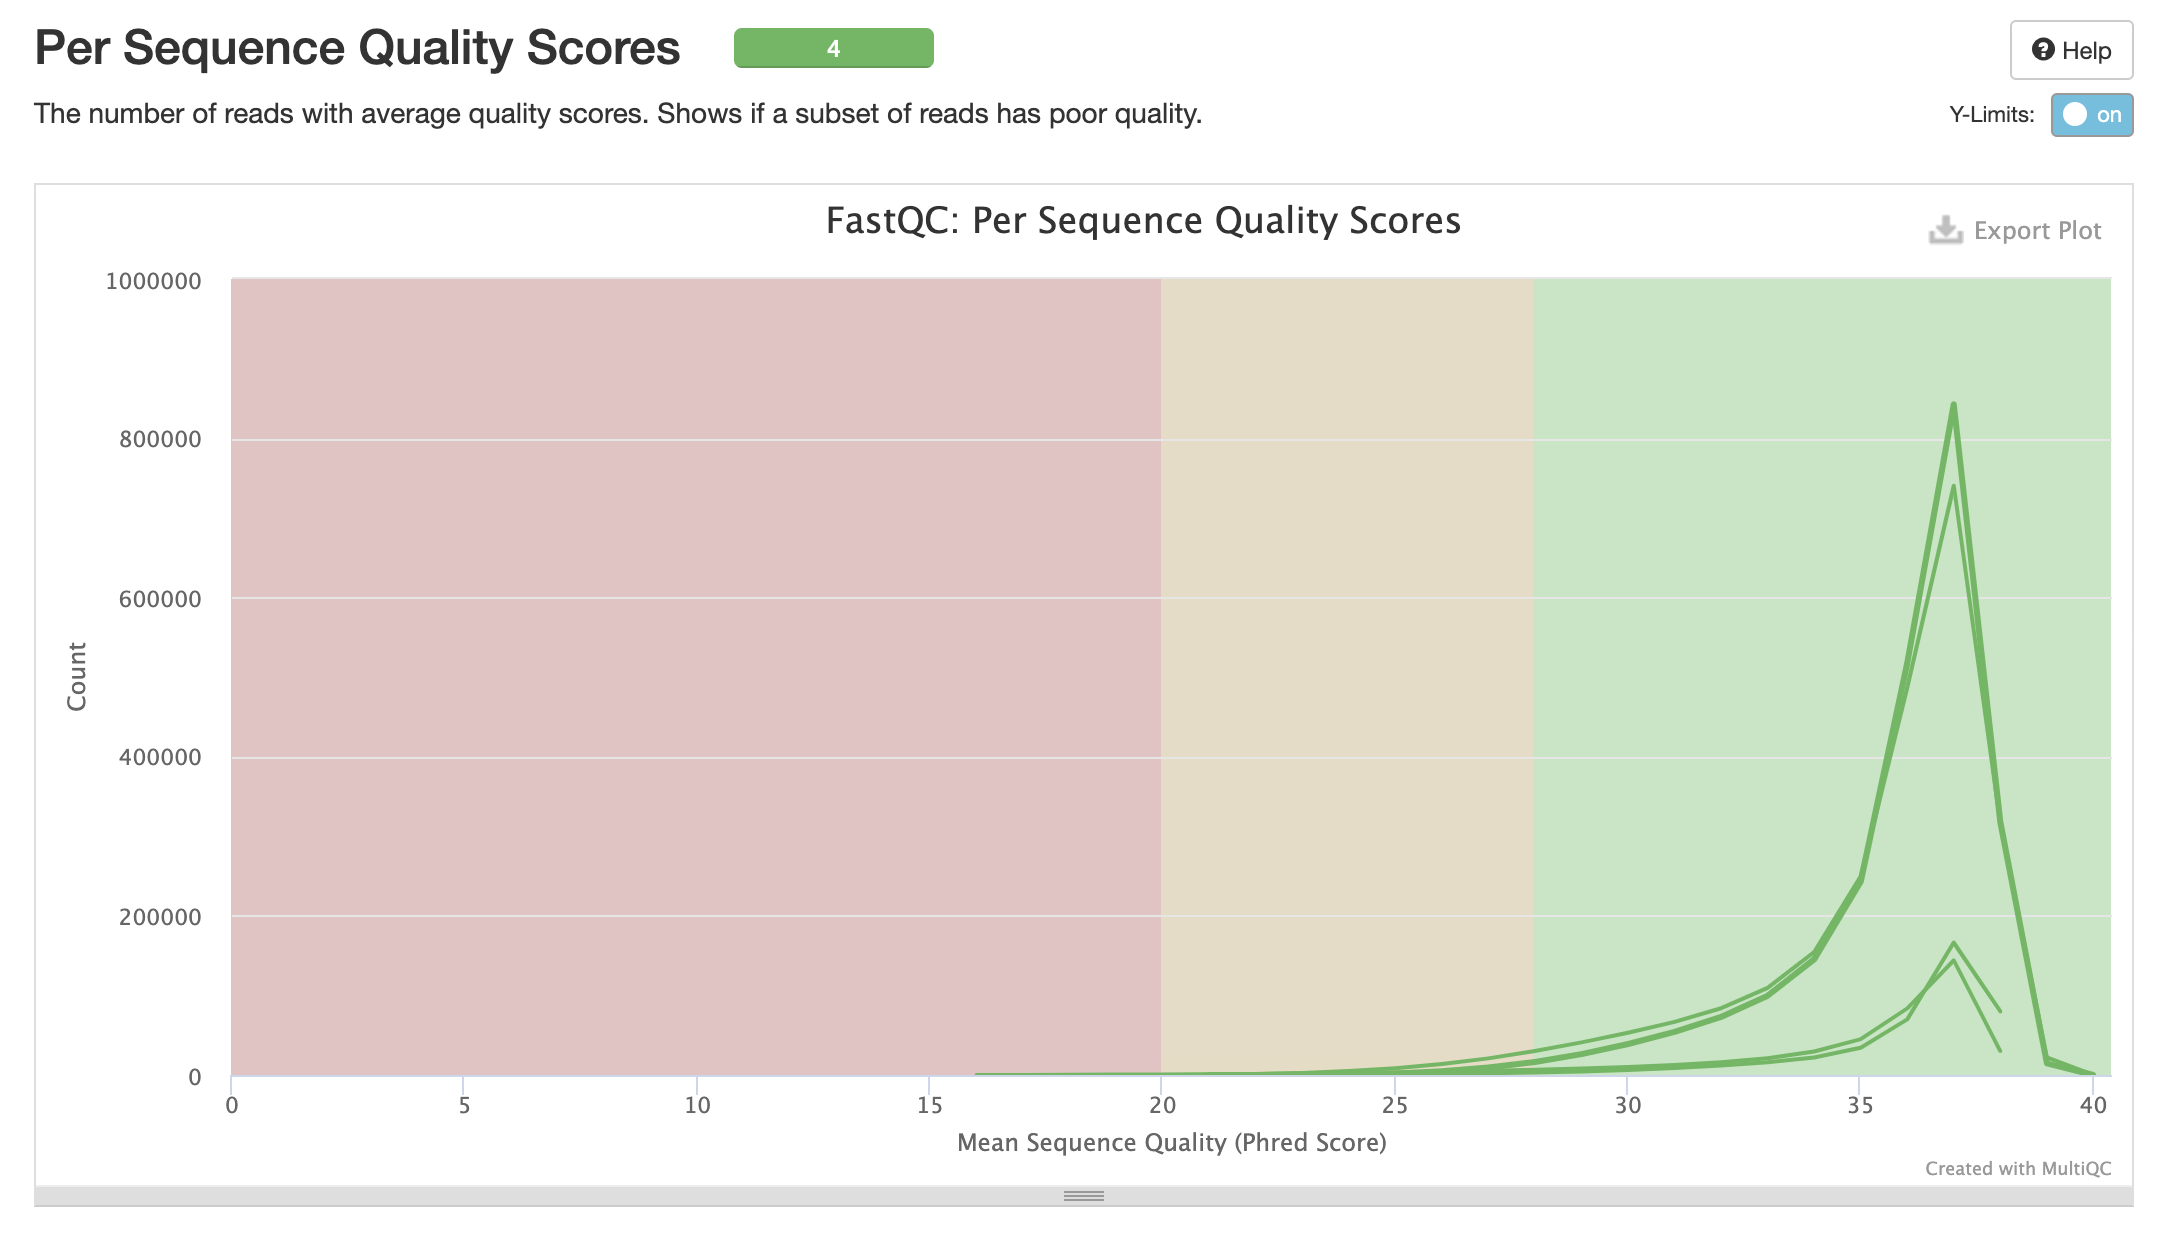 Per Sequence Quality Scores
4
Help
The number of reads with average quality scores. Shows if a subset of reads has poor quality.
Y-Limits: on
FastQC: Per Sequence Quality Scores
Export Plot
1000000
800000
600000
400000
200000
0
Count
0 5 10 15 20 25 30 35 40
Mean Sequence Quality (Phred Score)
Created with MultiQC